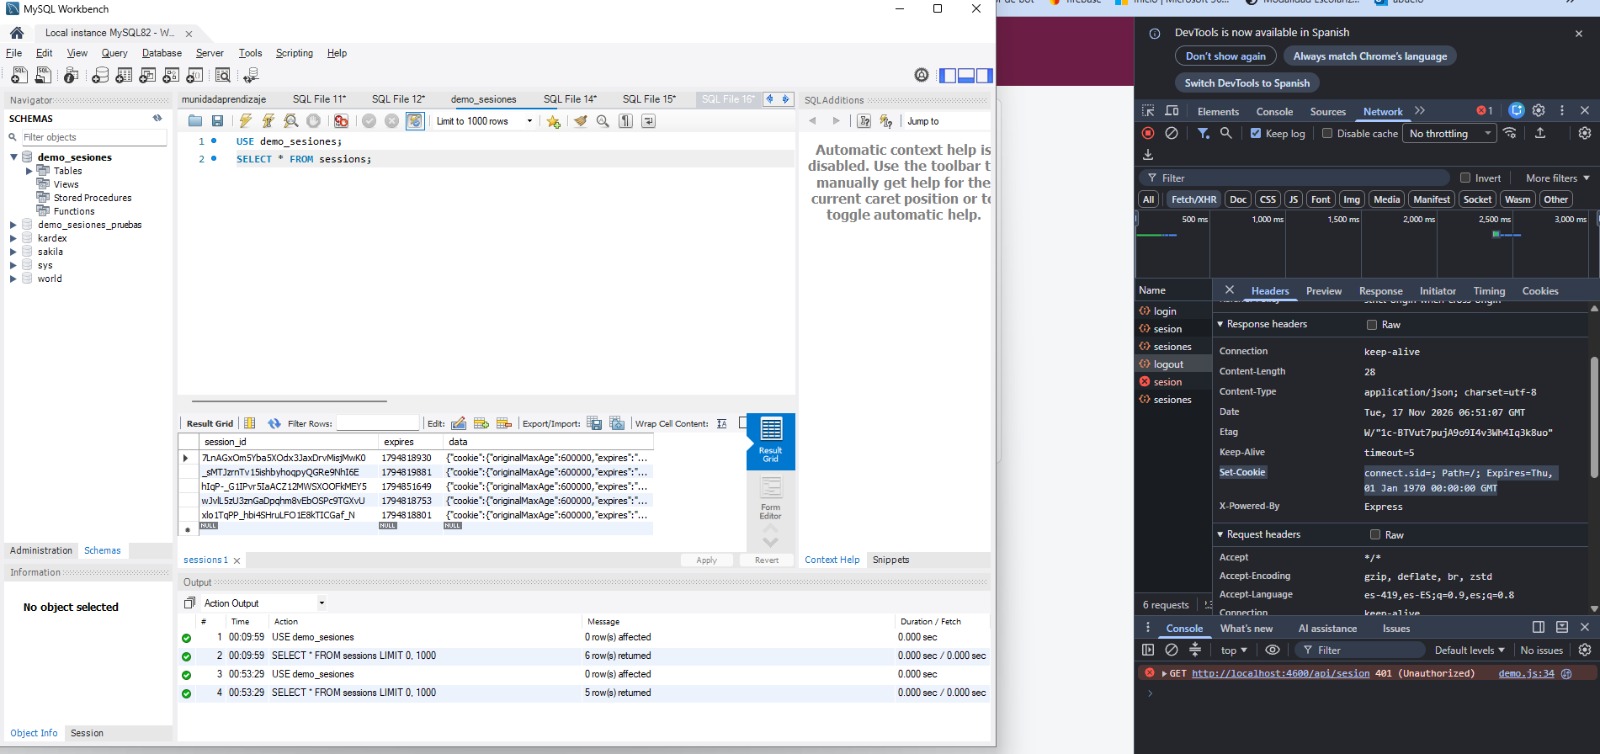 MySQL Workbench
Local instance MySQL82 - W...
File Edit View Query Database Server Tools Scripting Help
Navigator
SCHEMAS
Filter objects
demo_sesiones
Tables
Views
Stored Procedures
Functions
demo_sesiones_pruebas
kardex
sakila
sys
world
Administration Schemas
Information
No object selected
Object Info Session
munidadaprendizaje SQL File 11* SQL File 12* demo_sesiones SQL File 14* SQL File 15* SQL File 16*
Limit to 1000 rows
1 USE demo_sesiones;
2 SELECT * FROM sessions;
Result Grid Filter Rows: Edit: Export/Import: Wrap Cell Content:
session_id expires data
7LnAGxOm5Yba5XOdx3JaxDrvMisjMwK0 1794818930 {"cookie":{"originalMaxAge":600000,"expires":"...
_sMTJzrnTv15ishbyhoqpyQGRe9NhI6E 1794819881 {"cookie":{"originalMaxAge":600000,"expires":"...
hIqP-_G1IPvr5IaACZ12MWSXOOFkMEY5 1794851649 {"cookie":{"originalMaxAge":600000,"expires":"...
wJvlL5zU3znGaDpqhm8vEbOSPc9TGXvU 1794818753 {"cookie":{"originalMaxAge":600000,"expires":"...
xlo1TqPP_hbi4SHruLFO1E8kTICGaf_N 1794818801 {"cookie":{"originalMaxAge":600000,"expires":"...
NULL NULL NULL
Result
Grid
Form
Editor
sessions 1
Apply Revert
SQLAdditions
Jump to
Automatic context help is
disabled. Use the toolbar t
manually get help for the
current caret position or to
toggle automatic help.
Context Help Snippets
Output
Action Output
# Time Action Message Duration / Fetch
1 00:09:59 USE demo_sesiones 0 row(s) affected 0.000 sec
2 00:09:59 SELECT * FROM sessions LIMIT 0, 1000 6 row(s) returned 0.000 sec / 0.000 sec
3 00:53:29 USE demo_sesiones 0 row(s) affected 0.000 sec
4 00:53:29 SELECT * FROM sessions LIMIT 0, 1000 5 row(s) returned 0.000 sec / 0.000 sec
DevTools is now available in Spanish
Don't show again Always match Chrome's language
Switch DevTools to Spanish
Elements Console Sources Network 1
Keep log Disable cache No throttling
Filter Invert More filters
All Fetch/XHR Doc CSS JS Font Img Media Manifest Socket Wasm Other
500 ms 1,000 ms 1,500 ms 2,000 ms 2,500 ms 3,000 ms
Name
login
sesion
sesiones
logout
sesion
sesiones
6 requests
Headers Preview Response Initiator Timing Cookies
Response headers Raw
Connection keep-alive
Content-Length 28
Content-Type application/json; charset=utf-8
Date Tue, 17 Nov 2026 06:51:07 GMT
Etag W/"1c-BTVut7pujA9o9I4v3Wh4Iq3k8uo"
Keep-Alive timeout=5
Set-Cookie connect.sid=; Path=/; Expires=Thu,
01 Jan 1970 00:00:00 GMT
X-Powered-By Express
Request headers Raw
Accept */*
Accept-Encoding gzip, deflate, br, zstd
Accept-Language es-419,es-ES;q=0.9,es;q=0.8
Connection keep-alive
Console What's new AI assistance Issues
top Filter Default levels No issues
GET http://localhost:4600/api/sesion 401 (Unauthorized) demo.js:34